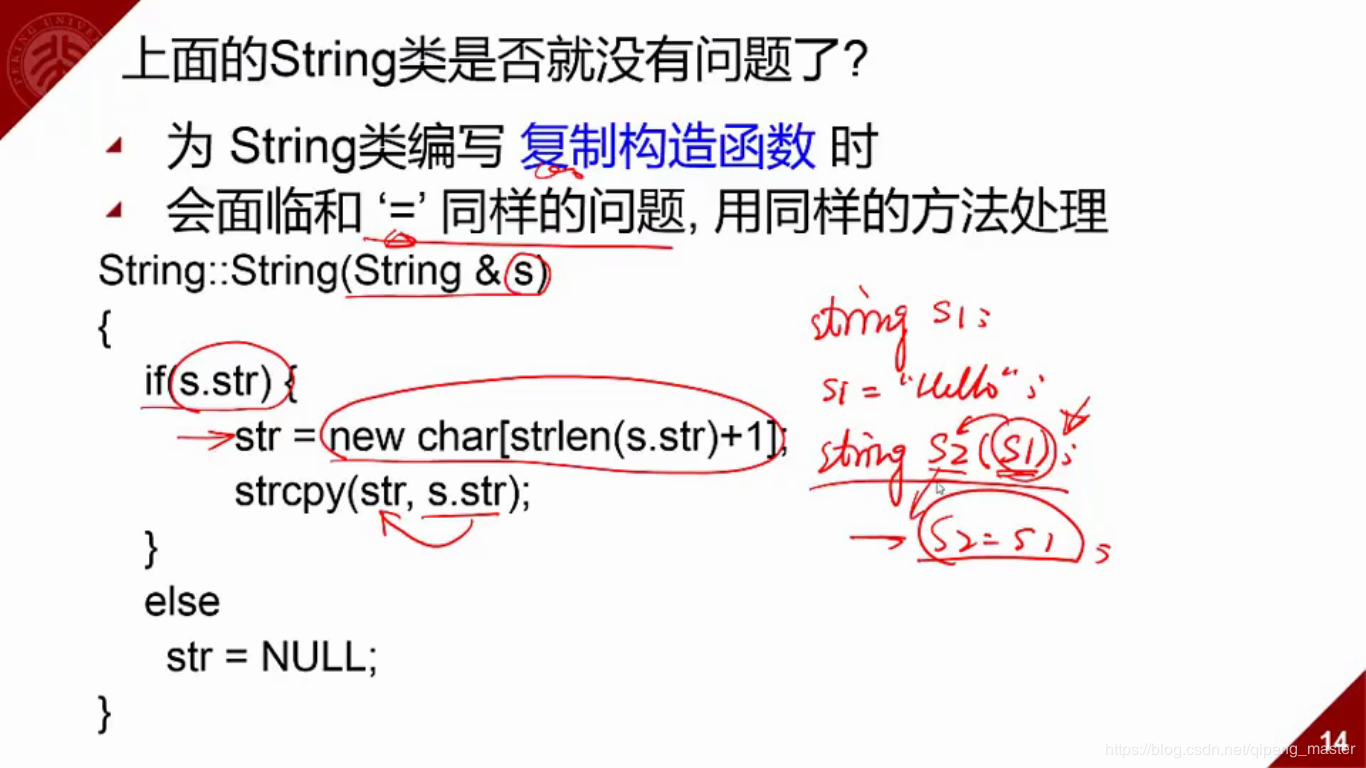 上面的String类是否就没有问题了?
为 String类编写 复制构造函数 时
会面临和 ‘=’ 同样的问题, 用同样的方法处理
String::String(String & s)
{
if(s.str) {
str = new char[strlen(s.str)+1];
strcpy(str, s.str);
}
else
str = NULL;
}
string s1;
s1 = "Hello";
string s2(s1);
s2=s1;
14
https://blog.csdn.net/qipang_master